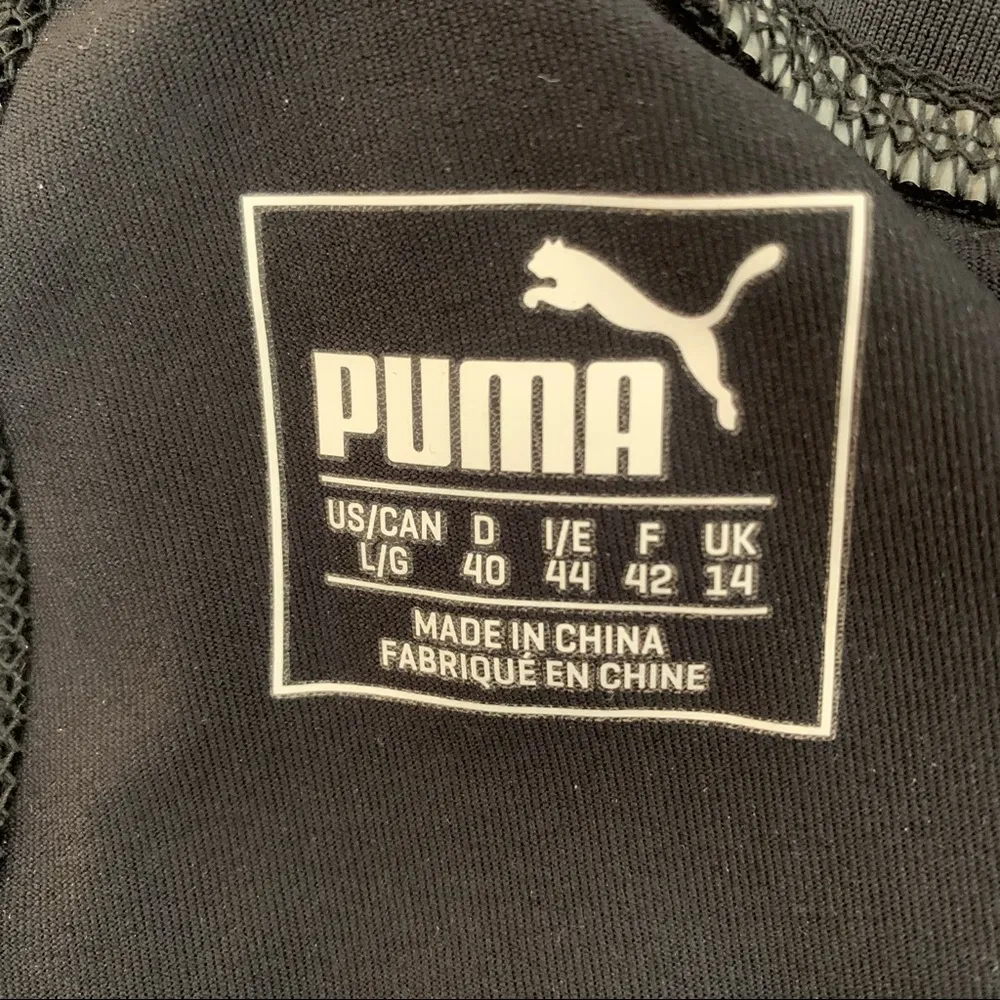 PUMA
US/CAN D I/E F UK
L/G 40 44 42 14
MADE IN CHINA
FABRIQUÉ EN CHINE